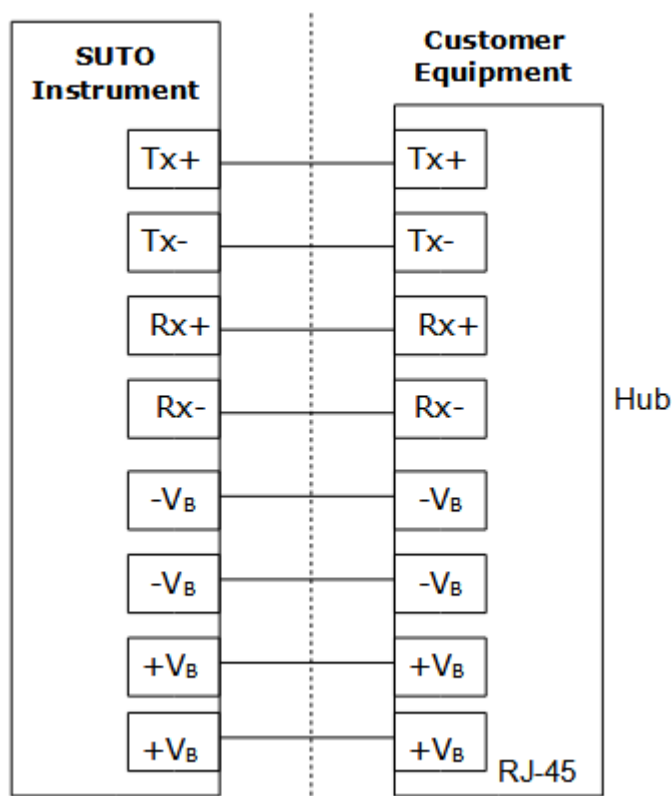 SUTO
Instrument
Customer
Equipment
Tx+ Tx+
Tx- Tx-
Rx+ Rx+
Rx- Rx-
Hub
-VB -VB
-VB -VB
+VB +VB
+VB +VB
RJ-45